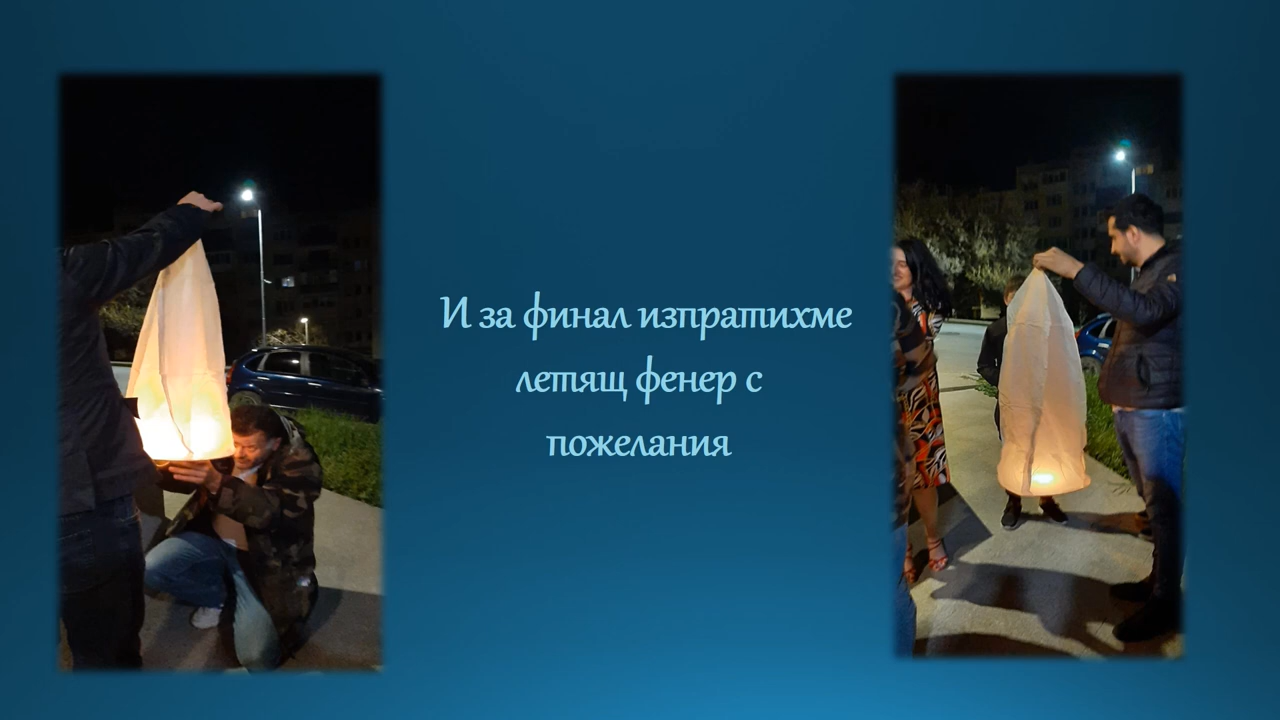 И за финал изпратихме
летящ фенер с
пожелания